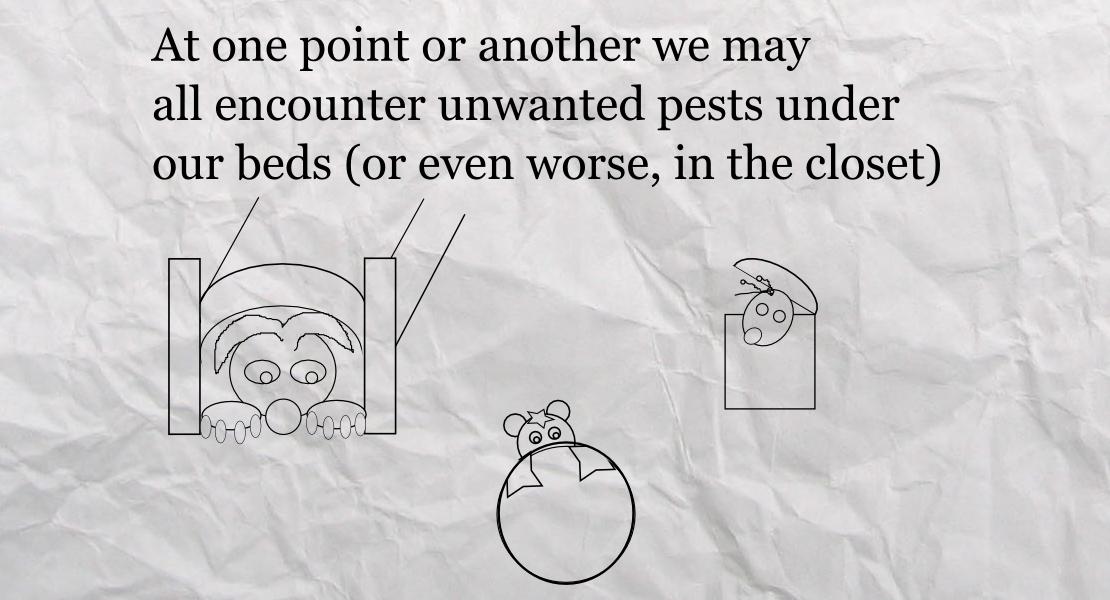 At one point or another we may
all encounter unwanted pests under
our beds (or even worse, in the closet)